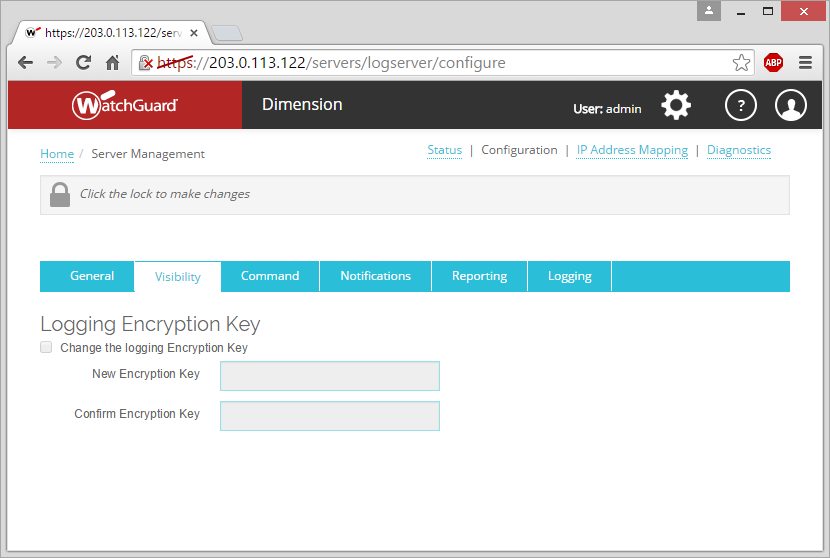 https://203.0.113.122/serv
https://203.0.113.122/servers/logserver/configure
ABP
WatchGuard Dimension User: admin ?
Home / Server Management Status | Configuration | IP Address Mapping | Diagnostics
Click the lock to make changes
General Visibility Command Notifications Reporting Logging
Logging Encryption Key
Change the logging Encryption Key
New Encryption Key
Confirm Encryption Key